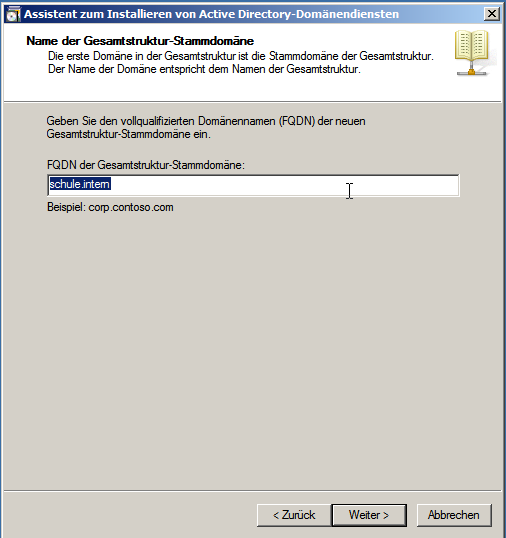 Assistent zum Installieren von Active Directory-Domänendiensten
Name der Gesamtstruktur-Stammdomäne
Die erste Domäne in der Gesamtstruktur ist die Stammdomäne der Gesamtstruktur.
Der Name der Domäne entspricht dem Namen der Gesamtstruktur.
Geben Sie den vollqualifizierten Domänennamen (FQDN) der neuen
Gesamtstruktur-Stammdomäne ein.
FQDN der Gesamtstruktur-Stammdomäne:
schule.intern
Beispiel: corp.contoso.com
< Zurück Weiter > Abbrechen